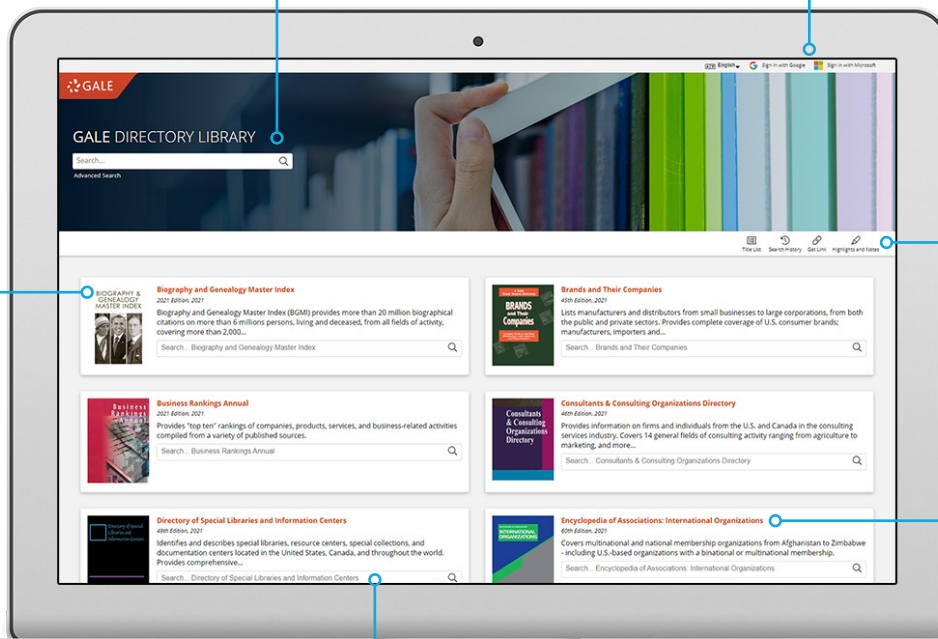 English Sign in with Google Sign in with Microsoft
GALE
GALE DIRECTORY LIBRARY
Search...
Advanced Search
Title List Search History Get Link Highlights and Notes
BIOGRAPHY &
GENEALOGY
MASTER INDEX
Biography and Genealogy Master Index
2021 Edition, 2021
Biography and Genealogy Master Index (BGMI) provides more than 20 million biographical
citations on more than 6 millions persons, living and deceased, from all fields of activity,
covering more than 2,000...
Search... Biography and Genealogy Master Index
BRANDS
and Their
Companies
Brands and Their Companies
45th Edition, 2021
Lists manufacturers and distributors from small businesses to large corporations, from both
the public and private sectors. Provides complete coverage of U.S. consumer brands;
manufacturers, importers and...
Search... Brands and Their Companies
Business
Rankings
Annual
Business Rankings Annual
2021 Edition, 2021
Provides "top ten" rankings of companies, products, services, and business-related activities
compiled from a variety of published sources.
Search... Business Rankings Annual
Consultants
& Consulting
Organizations
Directory
Consultants & Consulting Organizations Directory
46th Edition, 2021
Provides information on firms and individuals from the U.S. and Canada in the consulting
services industry. Covers 14 general fields of consulting activity ranging from agriculture to
marketing, and more...
Search... Consultants & Consulting Organizations Directory
Directory of Special
Libraries and
Information Centers
Directory of Special Libraries and Information Centers
49th Edition, 2021
Identifies and describes special libraries, resource centers, special collections, and
documentation centers located in the United States, Canada, and throughout the world.
Provides comprehensive...
Search... Directory of Special Libraries and Information Centers
INTERNATIONAL
ORGANIZATIONS
Encyclopedia of Associations: International Organizations
60th Edition, 2021
Covers multinational and national membership organizations from Afghanistan to Zimbabwe
- including U.S.-based organizations with a binational or multinational membership.
Search... Encyclopedia of Associations: International Organizations